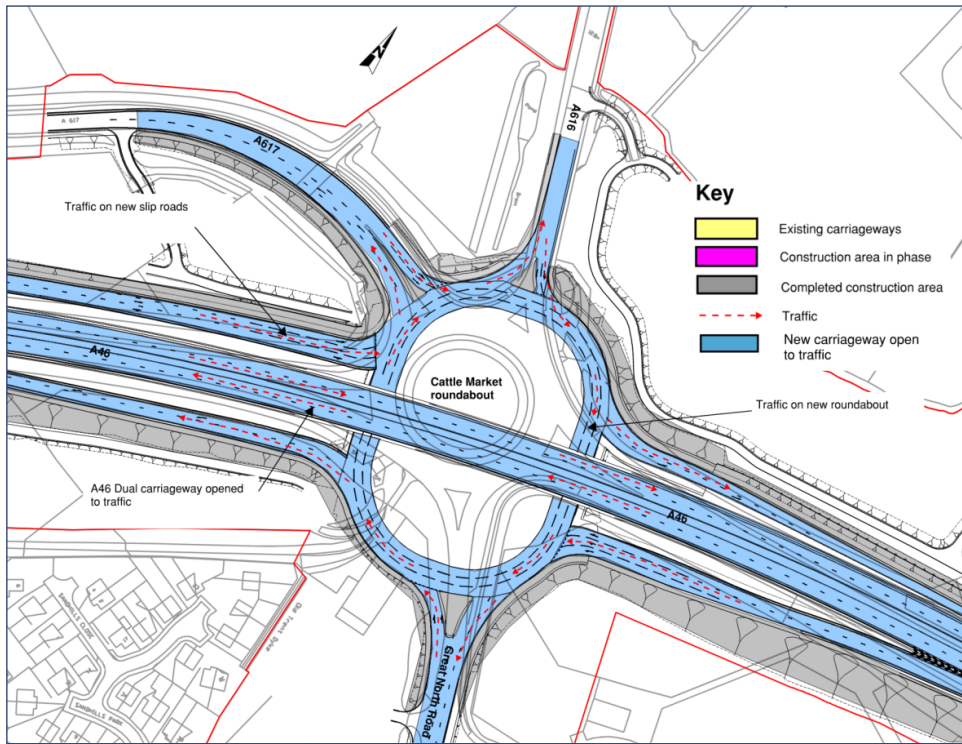 N
A616
A 617
A617
Pond
Traffic on new slip roads
Key
Existing carriageways
Construction area in phase
Completed construction area
Traffic
New carriageway open
to traffic
A46
Cattle Market
roundabout
Traffic on new roundabout
A46 Dual carriageway opened
to traffic
A46
SANDHILLS CLOSE
Old Trent Dyke
SANDHILLS PARK
Great North Road